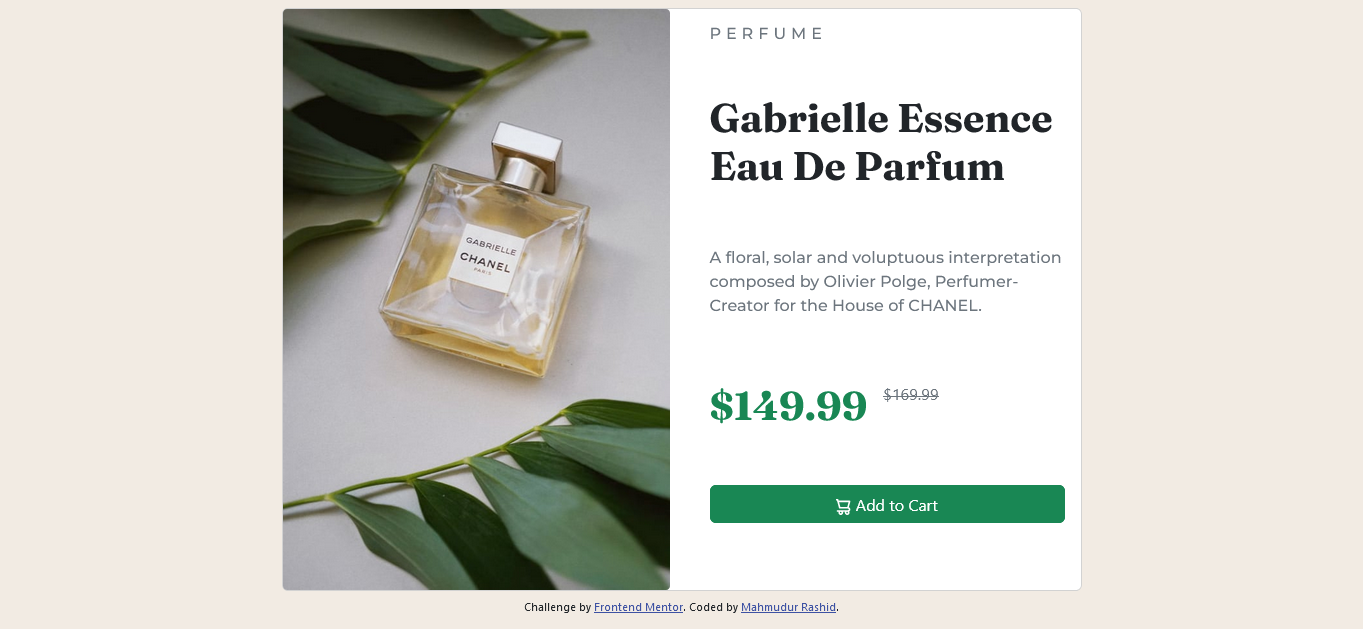 PERFUME
Gabrielle Essence
Eau De Parfum
A floral, solar and voluptuous interpretation
composed by Olivier Polge, Perfumer-
Creator for the House of CHANEL.
$149.99 $169.99
Add to Cart
GABRIELLE
CHANEL
PARIS
Challenge by Frontend Mentor. Coded by Mahmudur Rashid.